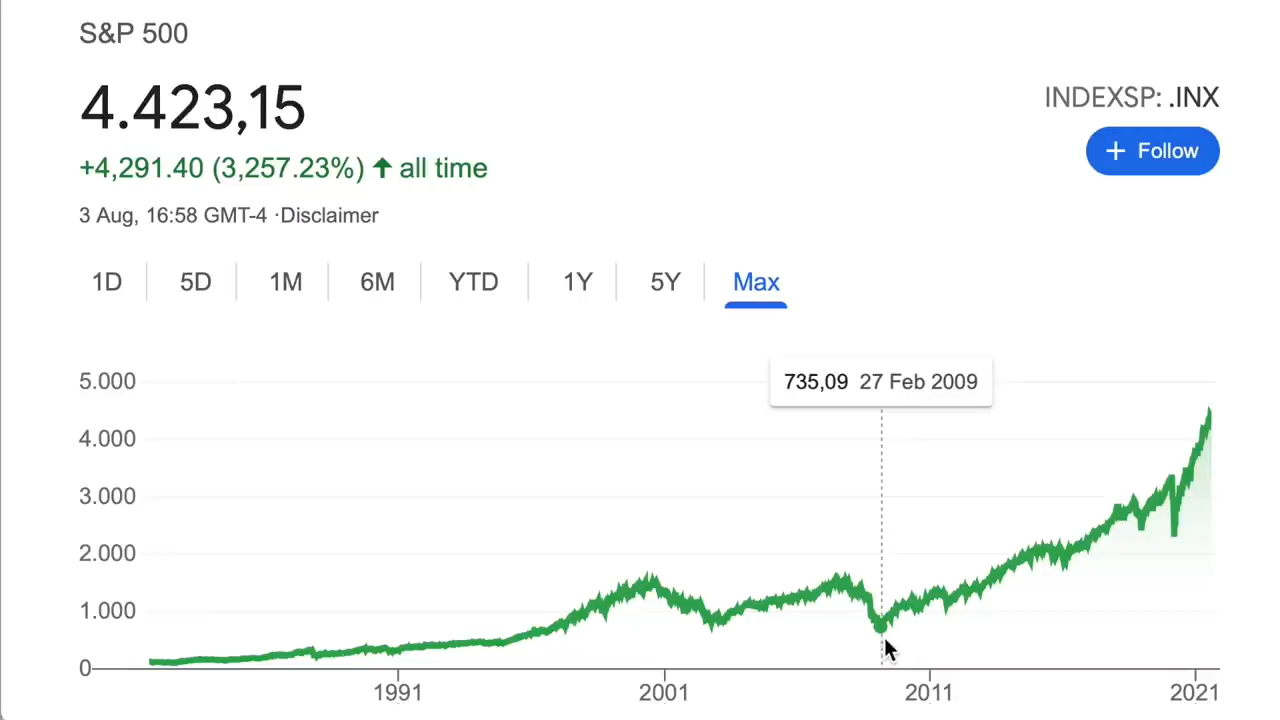 S&P 500
4.423,15
INDEXSP: .INX
+ Follow
+4,291.40 (3,257.23%) ↑ all time
3 Aug, 16:58 GMT-4 ·Disclaimer
1D 5D 1M 6M YTD 1Y 5Y Max
735,09 27 Feb 2009
5.000
4.000
3.000
2.000
1.000
0
1991 2001 2011 2021